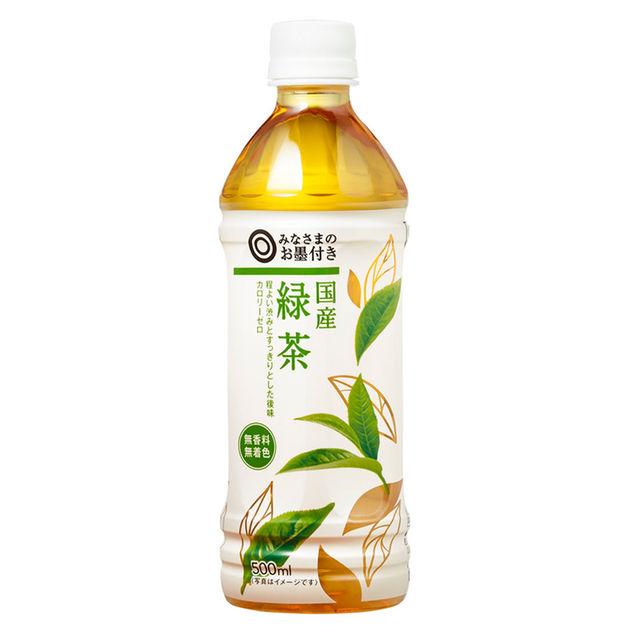 みなさまの
お墨付き
国産
緑茶
程よい渋みとすっきりとした後味
カロリーゼロ
無香料
無着色
500ml
(写真はイメージです)